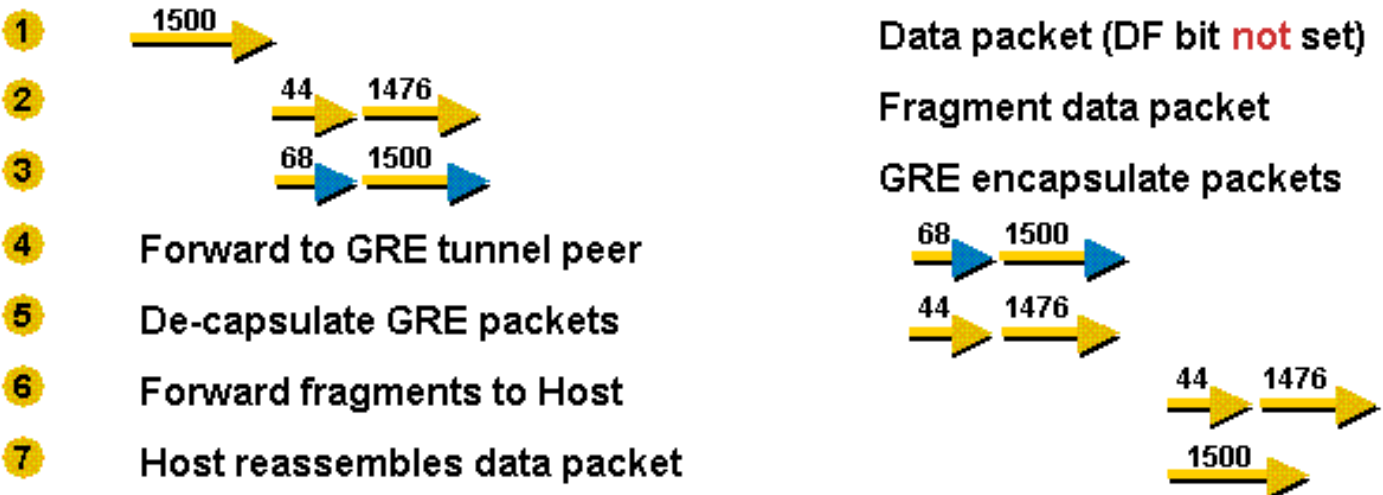 1 1500 Data packet (DF bit not set)
2 44 1476 Fragment data packet
3 68 1500 GRE encapsulate packets
4 Forward to GRE tunnel peer 68 1500
5 De-capsulate GRE packets 44 1476
6 Forward fragments to Host 44 1476
7 Host reassembles data packet 1500